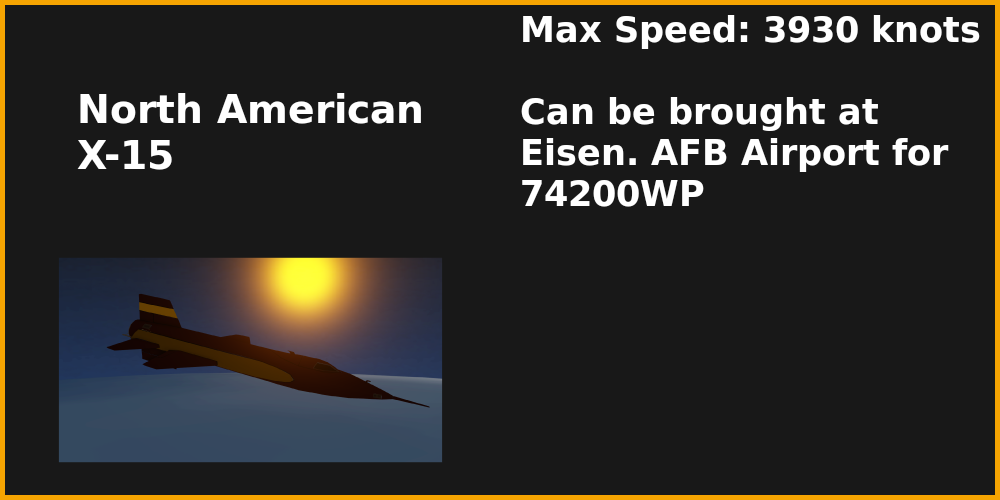 Max Speed: 3930 knots
North American
X-15
Can be brought at
Eisen. AFB Airport for
74200WP